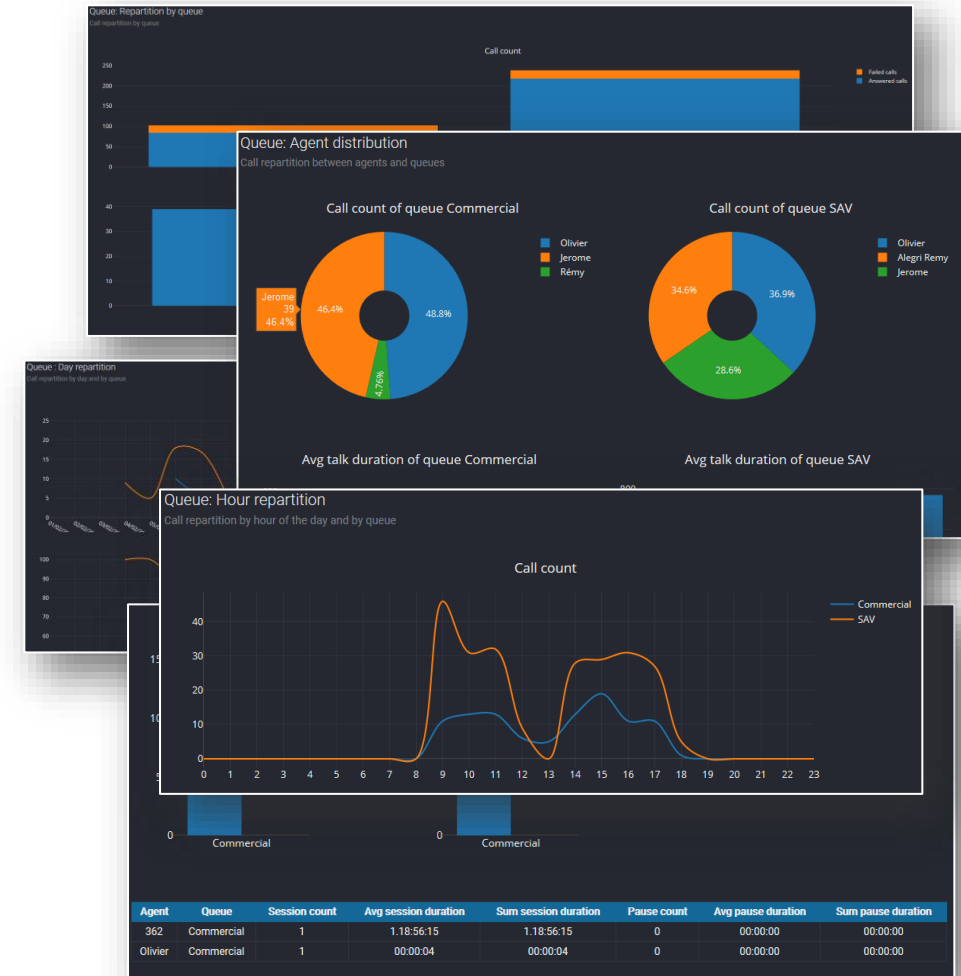 Queue: Repartition by queue
Call repartition by queue
Call count
250
200
150
100
50
0
Failed calls
Answered calls
40
30
20
10
0
Queue: Agent distribution
Call repartition between agents and queues
Call count of queue Commercial
Olivier
Jerome
Rémy
46.4%
48.8%
4.76%
Jerome
39
46.4%
Call count of queue SAV
Olivier
Alegri Remy
Jerome
34.6%
36.9%
28.6%
Avg talk duration of queue Commercial
Avg talk duration of queue SAV
Queue : Day repartition
Call repartition by day and by queue
25
20
15
10
5
0
100
90
80
70
60
Queue: Hour repartition
Call repartition by hour of the day and by queue
Call count
Commercial
SAV
40
30
20
10
0
0 1 2 3 4 5 6 7 8 9 10 11 12 13 14 15 16 17 18 19 20 21 22 23
0
Commercial
0
Commercial
Agent Queue Session count Avg session duration Sum session duration Pause count Avg pause duration Sum pause duration
362 Commercial 1 1.18:56:15 1.18:56:15 0 00:00:00 00:00:00
Olivier Commercial 1 00:00:04 00:00:04 0 00:00:00 00:00:00